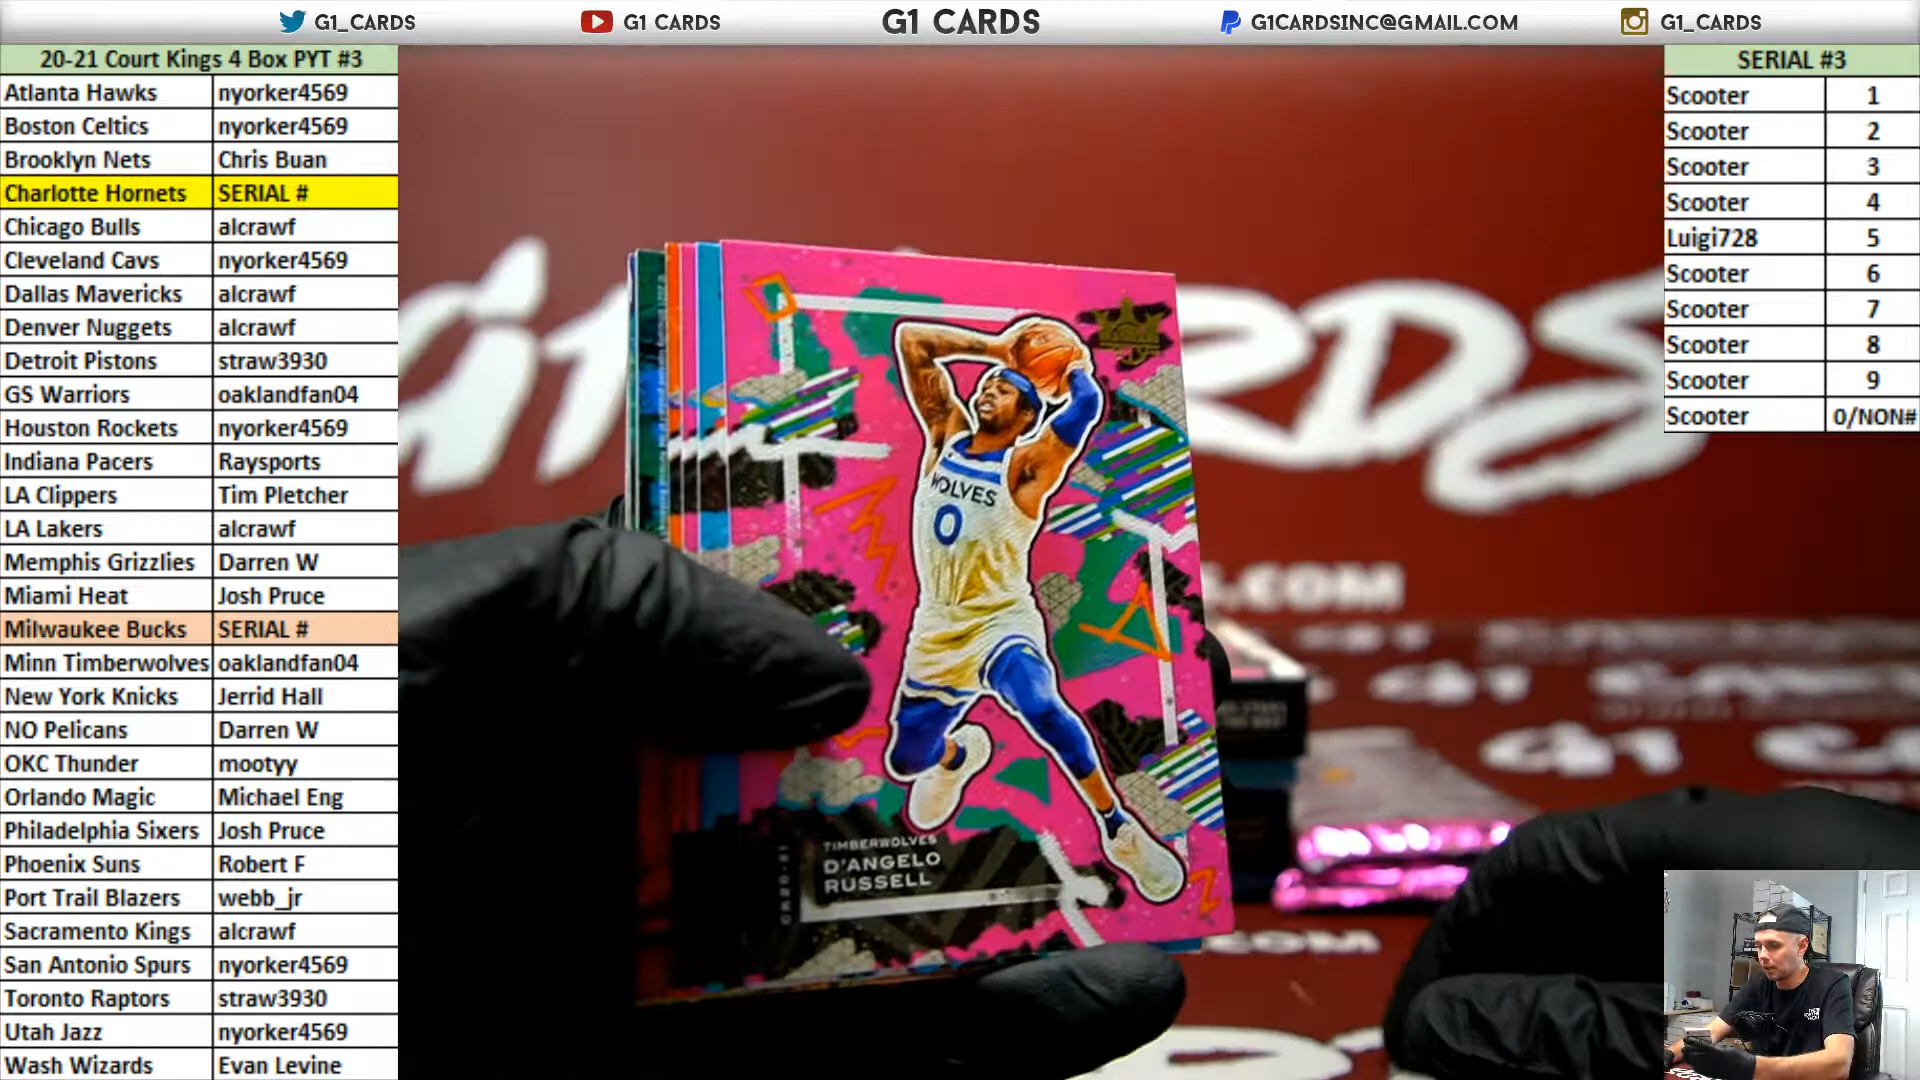 G1_CARDS
G1 CARDS
G1 CARDS
G1CARDSINC@GMAIL.COM
G1_CARDS
20-21 Court Kings 4 Box PYT #3
Atlanta Hawks nyorker4569
Boston Celtics nyorker4569
Brooklyn Nets Chris Buan
Charlotte Hornets SERIAL #
Chicago Bulls alcrawf
Cleveland Cavs nyorker4569
Dallas Mavericks alcrawf
Denver Nuggets alcrawf
Detroit Pistons straw3930
GS Warriors oaklandfan04
Houston Rockets nyorker4569
Indiana Pacers Raysports
LA Clippers Tim Pletcher
LA Lakers alcrawf
Memphis Grizzlies Darren W
Miami Heat Josh Pruce
Milwaukee Bucks SERIAL #
Minn Timberwolves oaklandfan04
New York Knicks Jerrid Hall
NO Pelicans Darren W
OKC Thunder mootyy
Orlando Magic Michael Eng
Philadelphia Sixers Josh Pruce
Phoenix Suns Robert F
Port Trail Blazers webb_jr
Sacramento Kings alcrawf
San Antonio Spurs nyorker4569
Toronto Raptors straw3930
Utah Jazz nyorker4569
Wash Wizards Evan Levine
WOLVES
0
TIMBERWOLVES
D'ANGELO
RUSSELL
.COM
SERIAL #3
Scooter 1
Scooter 2
Scooter 3
Scooter 4
Luigi728 5
Scooter 6
Scooter 7
Scooter 8
Scooter 9
Scooter 0/NON#